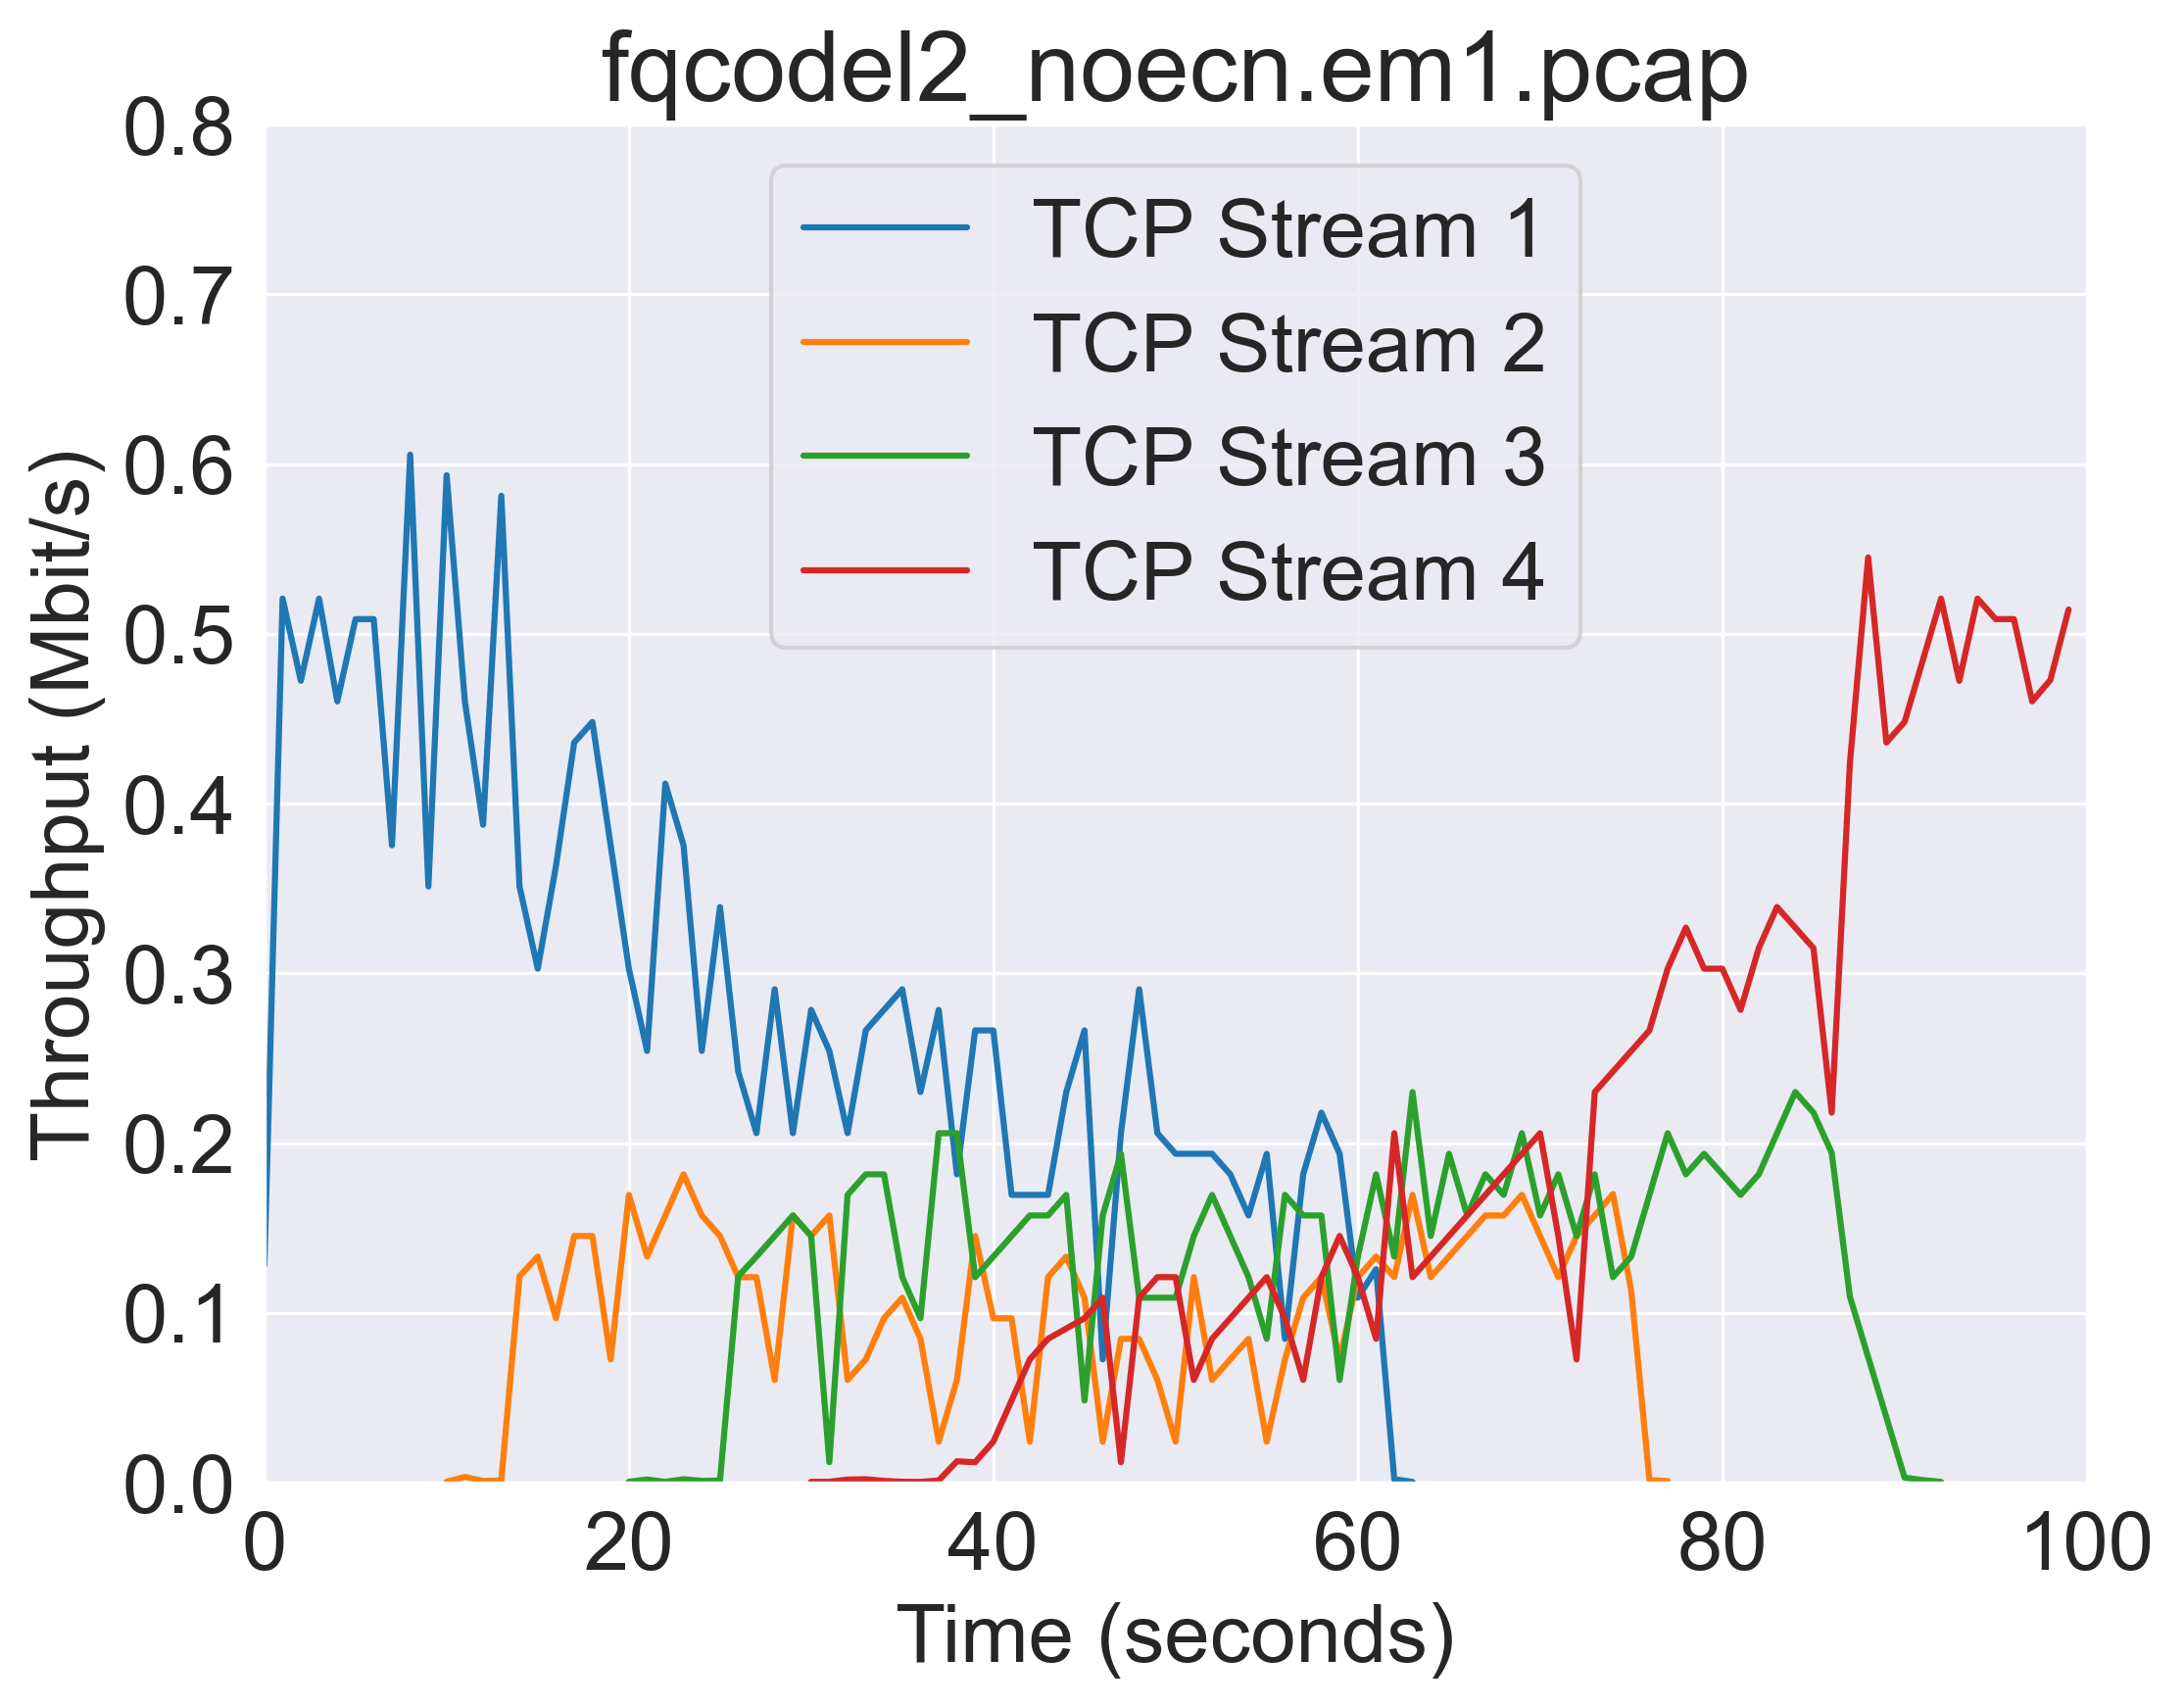 fqcodel2_noecn.em1.pcap
Throughput (Mbit/s)
0.8
0.7
0.6
0.5
0.4
0.3
0.2
0.1
0.0
TCP Stream 1
TCP Stream 2
TCP Stream 3
TCP Stream 4
0 20 40 60 80 100
Time (seconds)